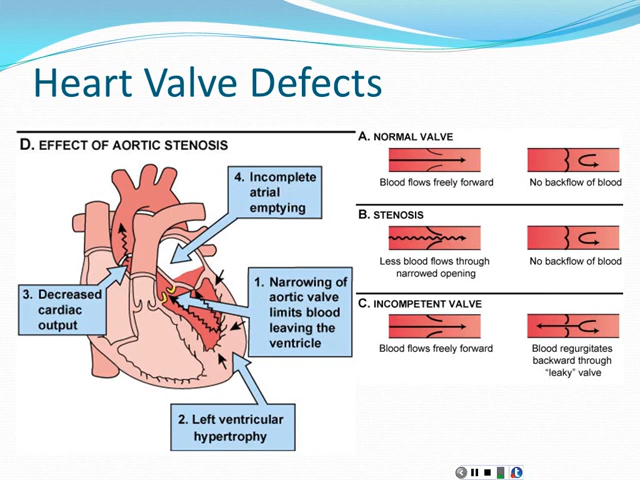 Heart Valve Defects
D. EFFECT OF AORTIC STENOSIS
4. Incomplete
atrial
emptying
1. Narrowing of
aortic valve
limits blood
leaving the
ventricle
3. Decreased
cardiac
output
2. Left ventricular
hypertrophy
A. NORMAL VALVE
Blood flows freely forward
No backflow of blood
B. STENOSIS
Less blood flows through
narrowed opening
No backflow of blood
C. INCOMPETENT VALVE
Blood flows freely forward
Blood regurgitates
backward through
"leaky" valve